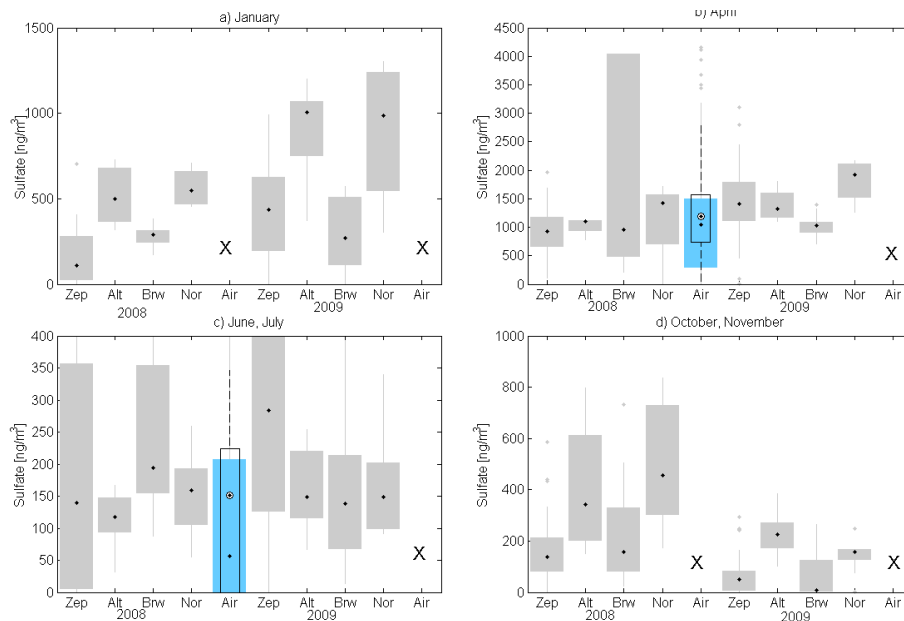 a) January
1500
1000
500
0
Sulfate [ng/m³]
X
X
Zep Alt Brw Nor Air Zep Alt Brw Nor Air
2008 2009
b) April
4500
4000
3500
3000
2500
2000
1500
1000
500
0
Sulfate [ng/m³]
X
Zep Alt Brw Nor Air Zep Alt Brw Nor Air
2008 2009
c) June, July
400
350
300
250
200
150
100
50
0
Sulfate [ng/m³]
X
Zep Alt Brw Nor Air Zep Alt Brw Nor Air
2008 2009
d) October, November
1000
800
600
400
200
0
Sulfate [ng/m³]
X
X
Zep Alt Brw Nor Air Zep Alt Brw Nor Air
2008 2009